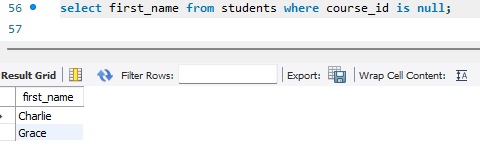 56 select first_name from students where course_id is null;
57
Result Grid Filter Rows: Export: Wrap Cell Content: IA
first_name
Charlie
Grace